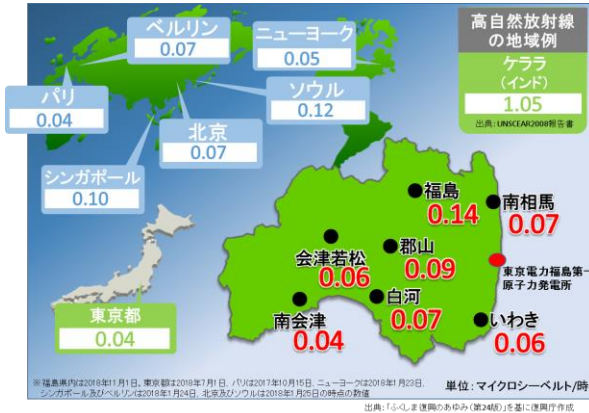 ベルリン
0.07
ニューヨーク
0.05
高自然放射線
の地域例
ケララ
(インド)
1.05
出典：UNSCEAR2008報告書
パリ
0.04
ソウル
0.12
北京
0.07
シンガポール
0.10
福島
0.14
南相馬
0.07
会津若松
0.06
郡山
0.09
東京電力福島第一
原子力発電所
南会津
0.04
白河
0.07
いわき
0.06
東京都
0.04
※ 福島県内は2018年11月1日、東京都は2018年7月1日、パリは2017年10月15日、ニューヨークは2018年1月23日、
シンガポール及びベルリンは2018年1月24日、北京及びソウルは2018年1月25日の時点の数値
単位：マイクロシーベルト/時
出典：「ふくしま復興のあゆみ（第24版）」を基に復興庁作成